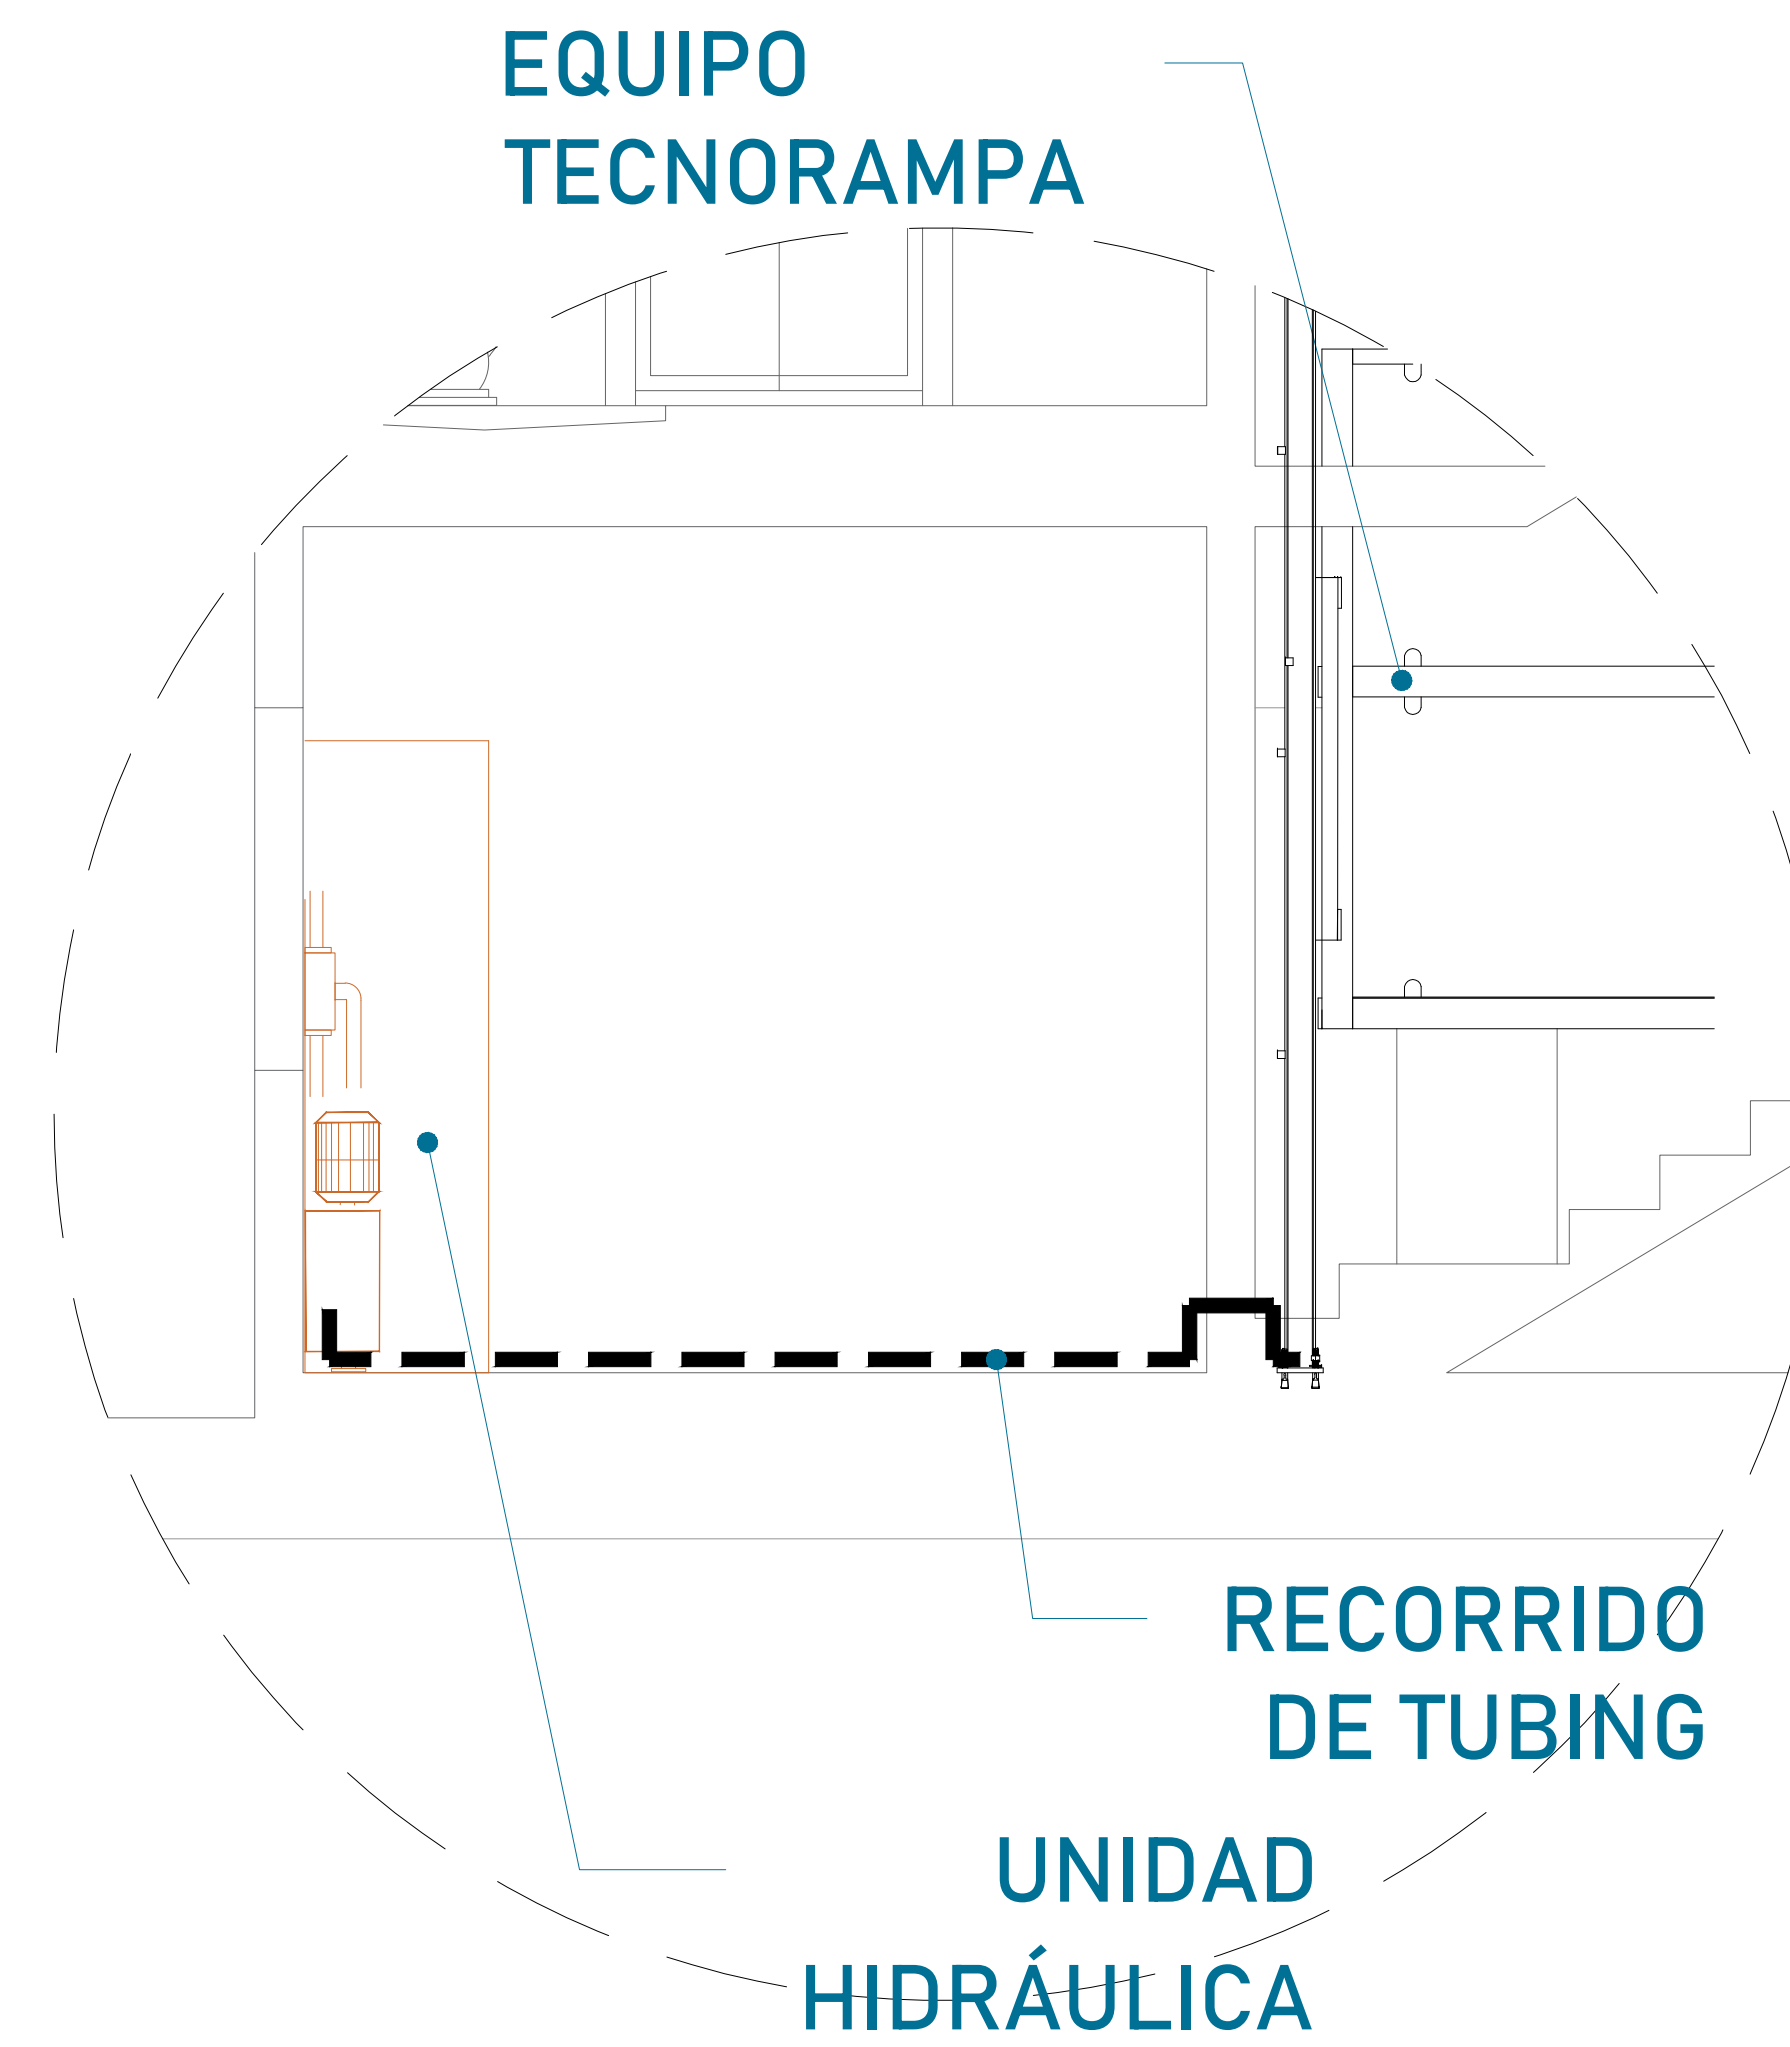 EQUIPO
TECNORAMPA
RECORRIDO
DE TUBING
UNIDAD
HIDRÁULICA